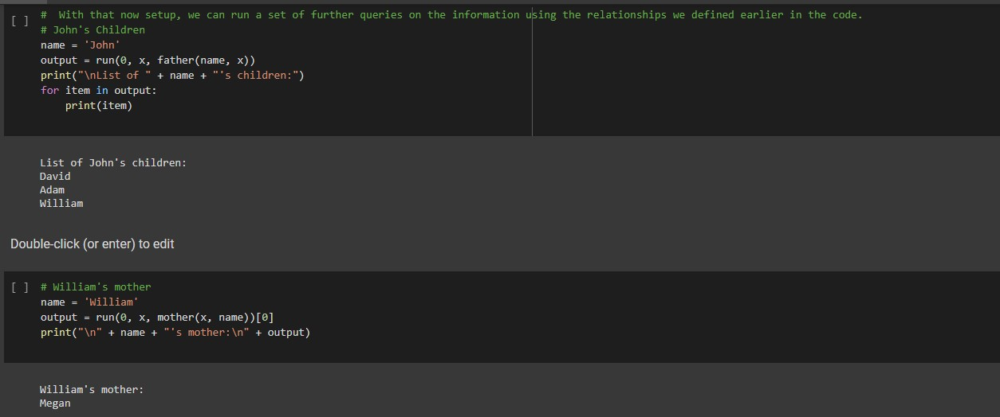 [ ] #  With that now setup, we can run a set of further queries on the information using the relationships we defined earlier in the code.
# John's Children
name = 'John'
output = run(0, x, father(name, x))
print("\nList of " + name + "'s children:")
for item in output:
    print(item)
List of John's children:
David
Adam
William
Double-click (or enter) to edit
[ ] # William's mother
name = 'William'
output = run(0, x, mother(x, name))[0]
print("\n" + name + "'s mother:\n" + output)
William's mother:
Megan